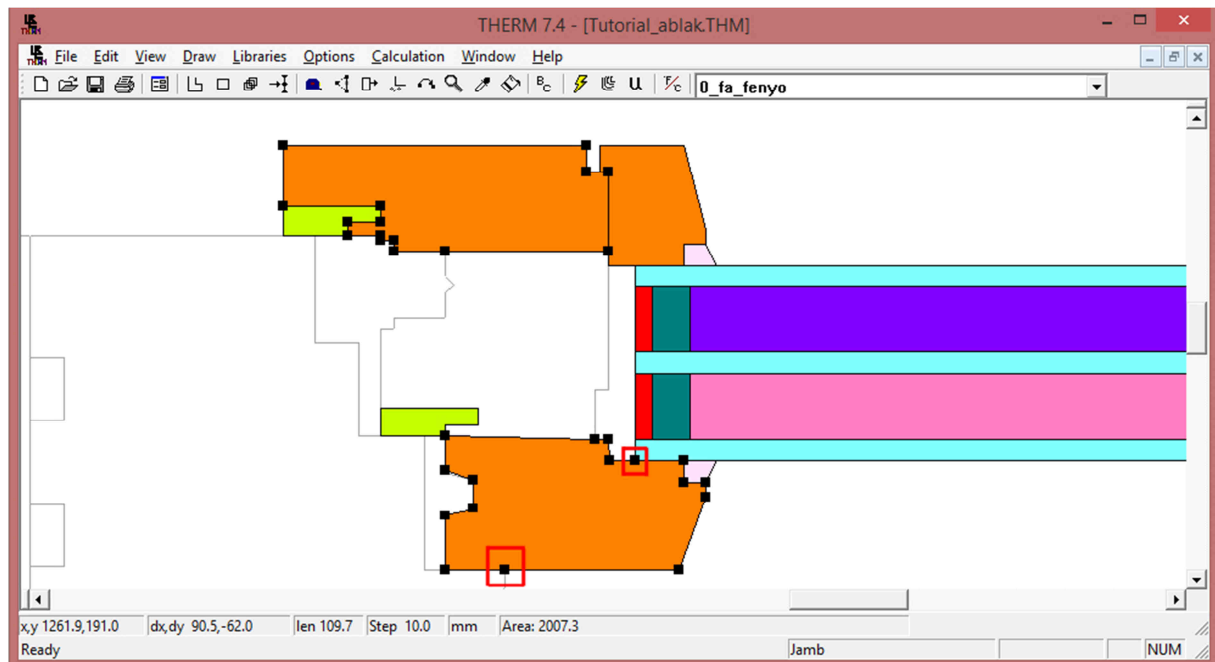 THERM 7.4 - [Tutorial_ablak.THM]
File Edit View Draw Libraries Options Calculation Window Help
0_fa_fenyo
x,y 1261.9,191.0 dx,dy 90.5,-62.0 len 109.7 Step 10.0 mm Area: 2007.3
Ready Jamb NUM